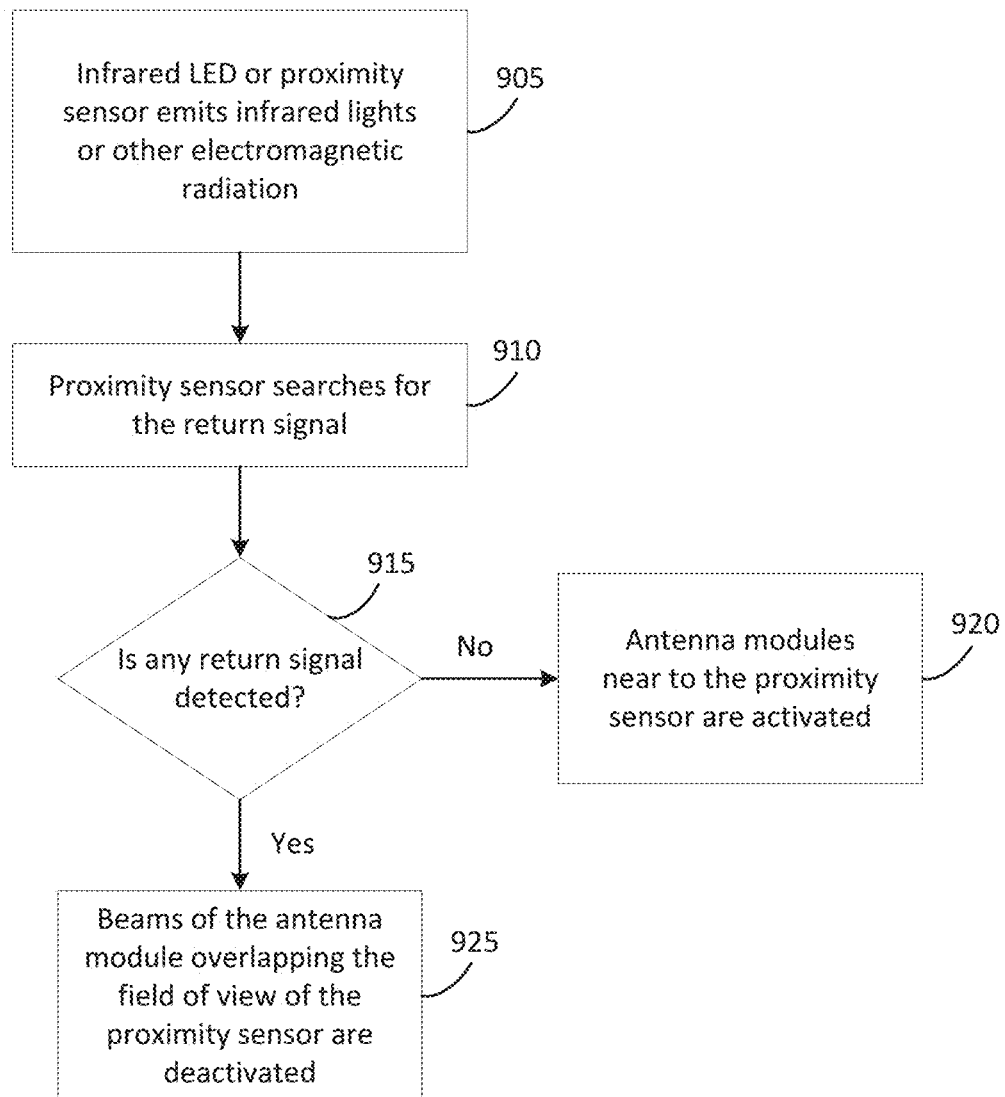 Infrared LED or proximity
sensor emits infrared lights
or other electromagnetic
radiation
905
Proximity sensor searches for
the return signal
910
Is any return signal
detected?
915
No
Antenna modules
near to the proximity
sensor are activated
920
Yes
Beams of the antenna
module overlapping the
field of view of the
proximity sensor are
deactivated
925